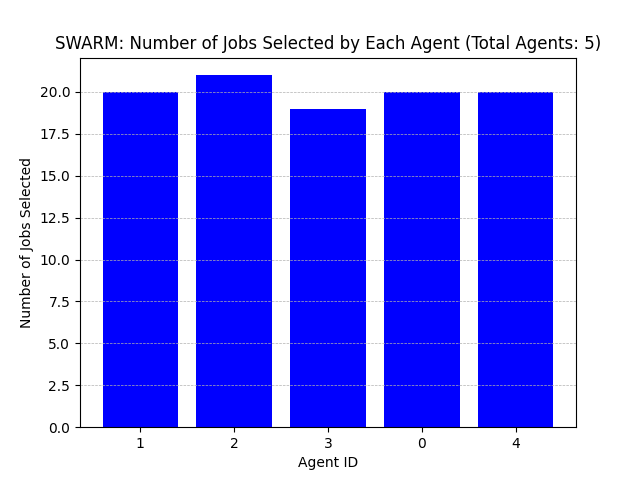 SWARM: Number of Jobs Selected by Each Agent (Total Agents: 5)
20.0
17.5
15.0
12.5
10.0
7.5
5.0
2.5
0.0
Number of Jobs Selected
1 2 3 0 4
Agent ID